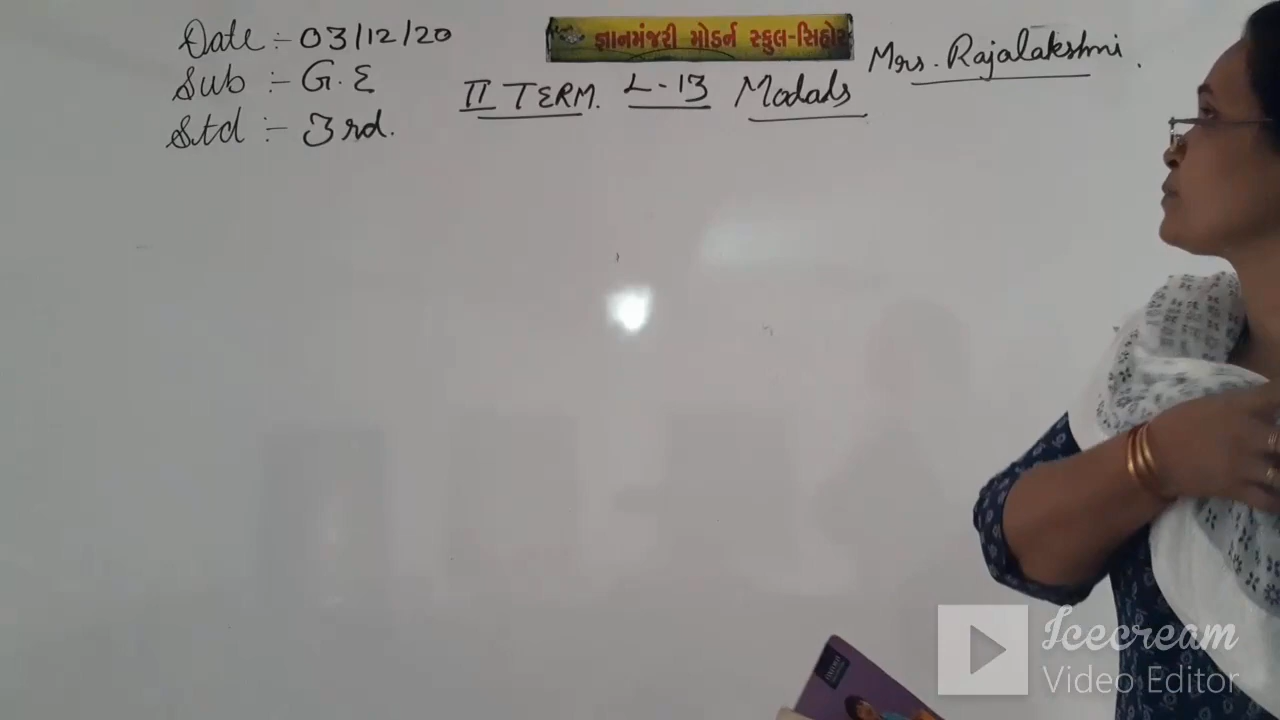 Date :- 03/12/20
Sub :- G.E
Std :- 3rd.
જ્ઞાનમંજરી મોડર્ન સ્કુલ-સિહોર
II TERM. L-13 Modals
Mrs. Rajalakshmi.
Icecream
Video Editor